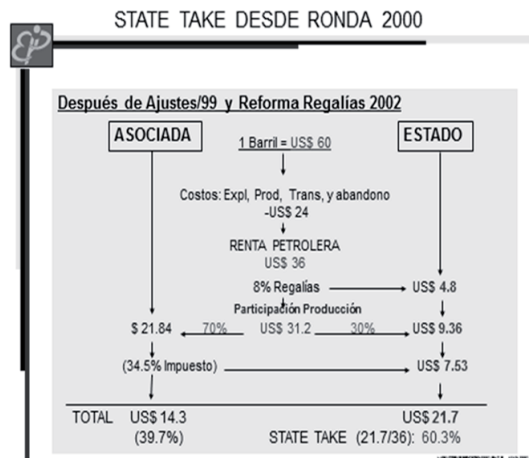 STATE TAKE DESDE RONDA 2000
Después de Ajustes/99 y Reforma Regalías 2002
ASOCIADA
1 Barril = US$ 60
ESTADO
Costos: Expl, Prod, Trans, y abandono
-US$ 24
RENTA PETROLERA
US$ 36
8% Regalías US$ 4.8
Participación Producción
$ 21.84 70% US$ 31.2 30% US$ 9.36
(34.5% Impuesto) US$ 7.53
TOTAL US$ 14.3 US$ 21.7
(39.7%) STATE TAKE (21.7/36): 60.3%